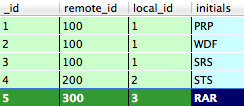 _id remote_id local_id initials
1 100 1 PRP
2 100 1 WDF
3 100 1 SRS
4 200 2 STS
5 300 3 RAR